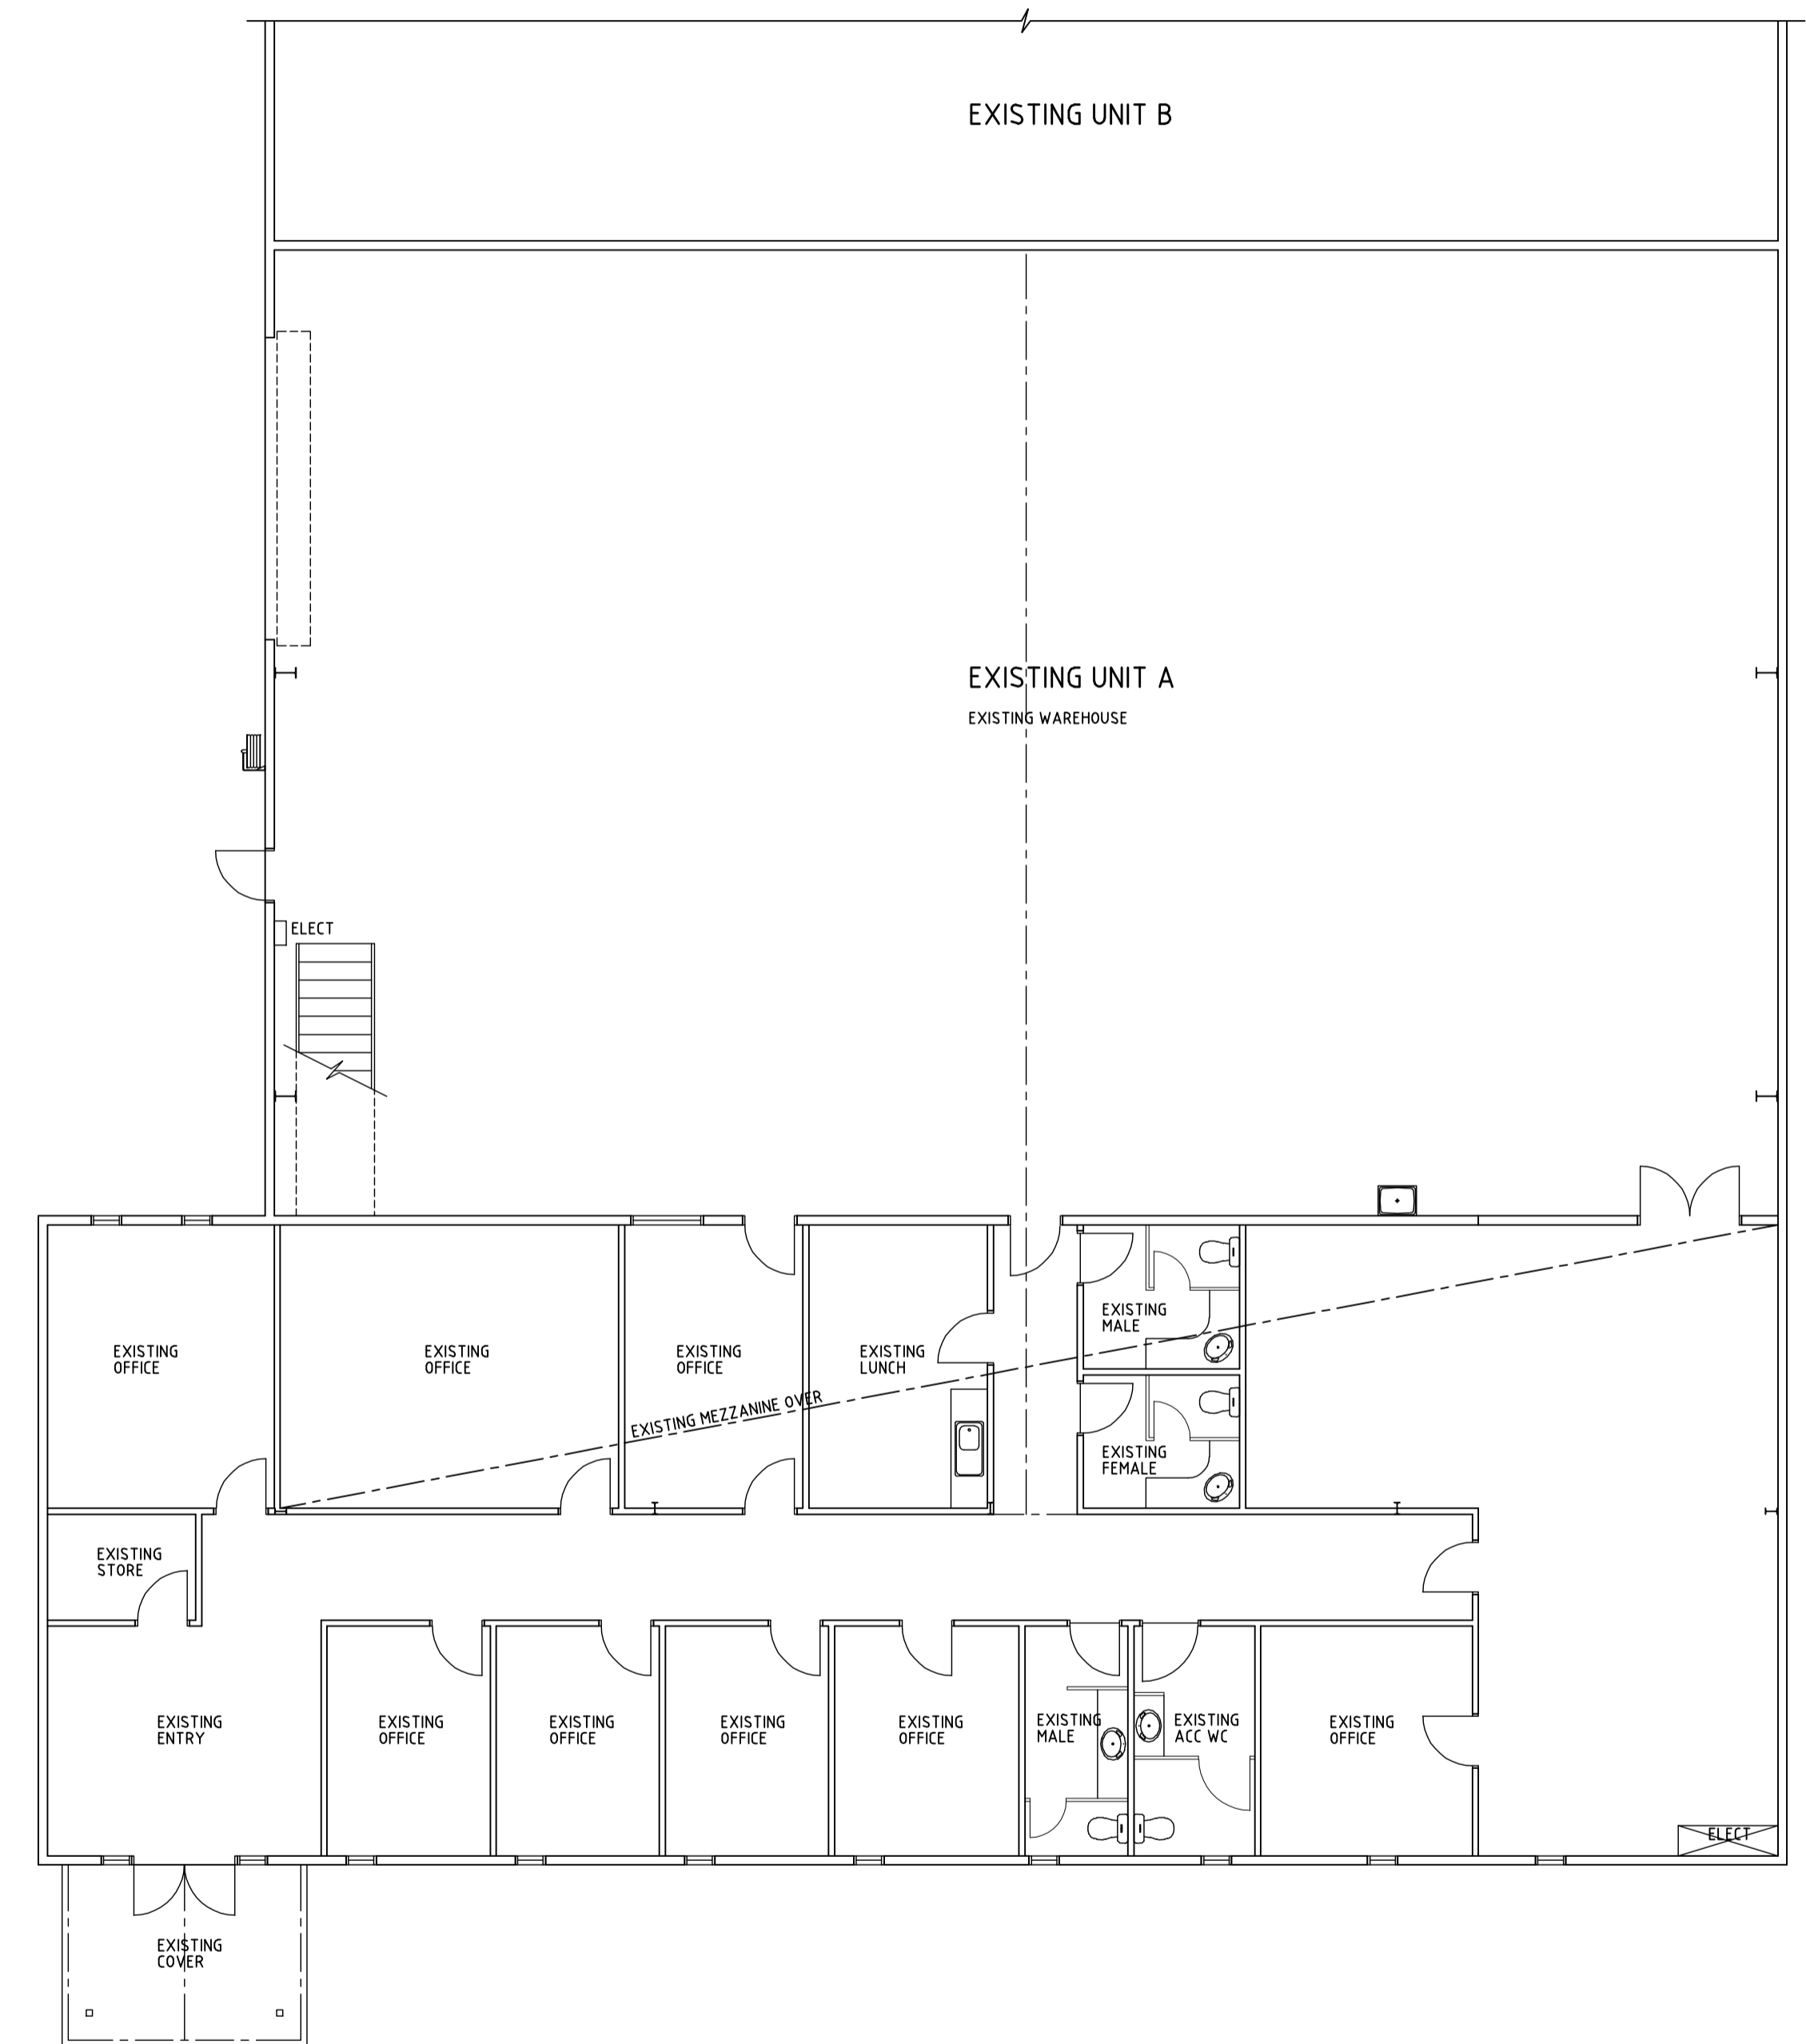 EXISTING UNIT B
EXISTING UNIT A
EXISTING WAREHOUSE
ELECT
EXISTING
OFFICE
EXISTING
OFFICE
EXISTING
OFFICE
EXISTING
LUNCH
EXISTING
MALE
EXISTING MEZZANINE OVER
EXISTING
FEMALE
EXISTING
STORE
EXISTING
ENTRY
EXISTING
OFFICE
EXISTING
OFFICE
EXISTING
OFFICE
EXISTING
OFFICE
EXISTING
MALE
EXISTING
ACC WC
EXISTING
OFFICE
ELECT
EXISTING
COVER